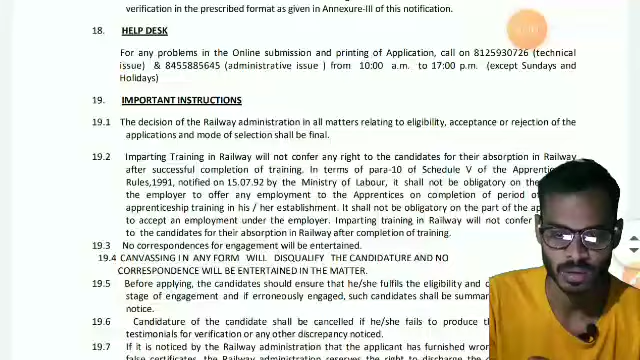 verification in the prescribed format as given in Annexure-III of this notification.
18. HELP DESK
For any problems in the Online submission and printing of Application, call on 8125930726 (technical
issue) & 8455885645 (administrative issue ) from 10:00 a.m. to 17:00 p.m. (except Sundays and
Holidays)
19. IMPORTANT INSTRUCTIONS
19.1 The decision of the Railway administration in all matters relating to eligibility, acceptance or rejection of the
applications and mode of selection shall be final.
19.2 Imparting Training in Railway will not confer any right to the candidates for their absorption in Railway
after successful completion of training. In terms of para-10 of Schedule V of the
Rules,1991, notified on 15.07.92 by the Ministry of Labour, it shall not be obligatory on the
the employer to offer any employment to the Apprentices on completion of period of
apprenticeship training in his / her establishment. It shall not be obligatory on the part of the
to accept an employment under the employer. Imparting training in Railway will not confer
to the candidates for their absorption in Railway after completion of training.
19.3 No correspondences for engagement will be entertained.
19.4 CANVASSING IN ANY FORM WILL DISQUALIFY THE CANDIDATURE AND NO
CORRESPONDENCE WILL BE ENTERTAINED IN THE MATTER.
19.5 Before applying, the candidates should ensure that he/she fulfils the eligibility and
stage of engagement and if erroneously engaged, such candidates shall be
notice.
19.6 Candidature of the candidate shall be cancelled if he/she fails to produce
testimonials for verification or any other discrepancy noticed.
19.7 If it is noticed by the Railway administration that the applicant has furnished
false certificates, the Railway administration reserves the right to discharge the